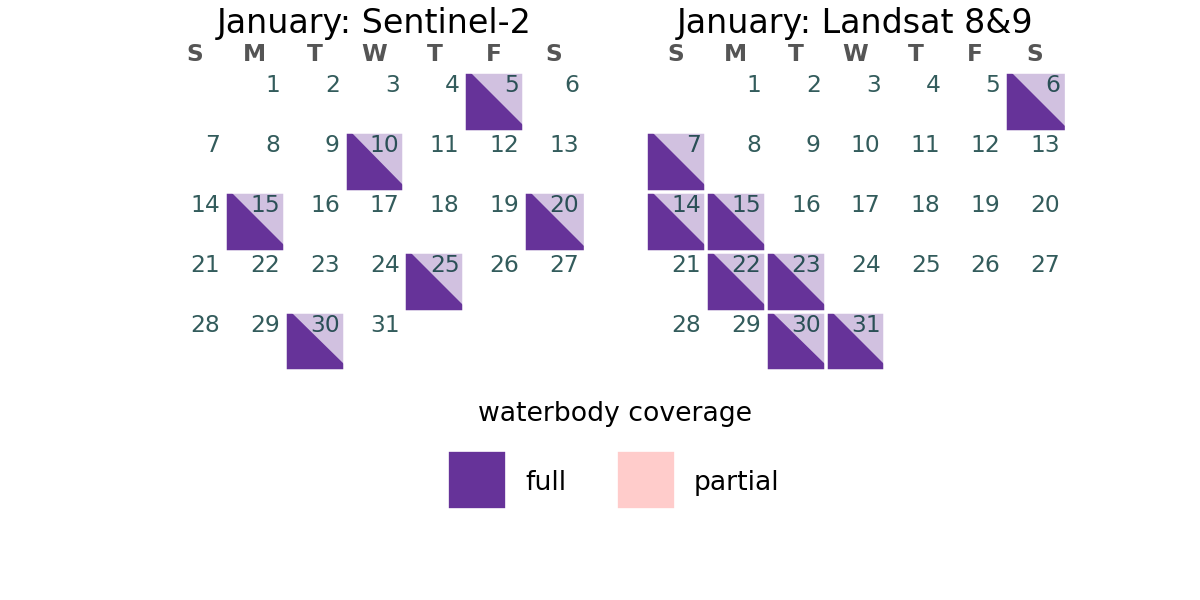 January: Sentinel-2
S M T W T F S
1 2 3 4 5 6
7 8 9 10 11 12 13
14 15 16 17 18 19 20
21 22 23 24 25 26 27
28 29 30 31
January: Landsat 8&9
S M T W T F S
1 2 3 4 5 6
7 8 9 10 11 12 13
14 15 16 17 18 19 20
21 22 23 24 25 26 27
28 29 30 31
waterbody coverage
full partial